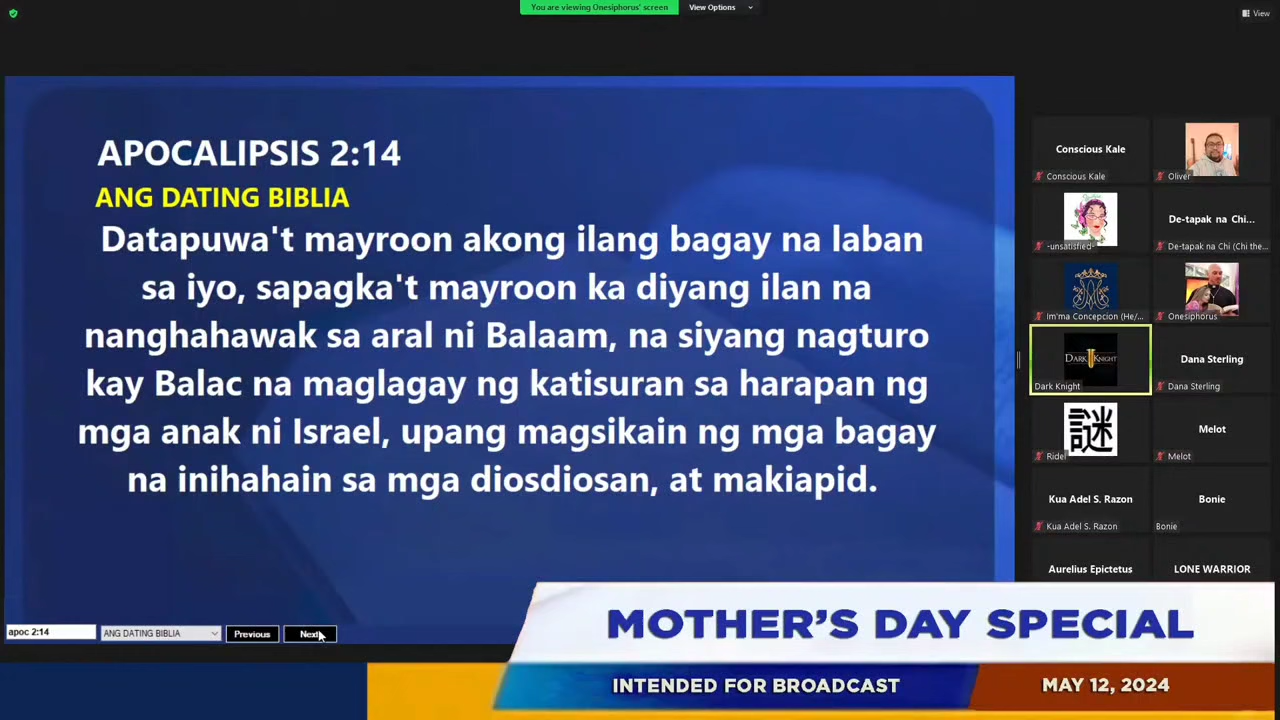 You are viewing Onesiphorus' screen
View Options
View
APOCALIPSIS 2:14
ANG DATING BIBLIA
Datapuwa't mayroon akong ilang bagay na laban
sa iyo, sapagka't mayroon ka diyang ilan na
nanghahawak sa aral ni Balaam, na siyang nagturo
kay Balac na maglagay ng katisuran sa harapan ng
mga anak ni Israel, upang magsikain ng mga bagay
na inihahain sa mga diosdiosan, at makiapid.
apoc 2:14
ANG DATING BIBLIA
Previous
Next
Conscious Kale
Conscious Kale
Oliver
-unsatisfied-
De-tapak na Chi...
De-tapak na Chi (Chi the...
Im'ma Concepcion (He/...
Onesiphorus
DARK KNIGHT
Dark Knight
Dana Sterling
Dana Sterling
謎
Ridel
Melot
Melot
Kua Adel S. Razon
Kua Adel S. Razon
Bonie
Bonie
Aurelius Epictetus
LONE WARRIOR
MOTHER'S DAY SPECIAL
INTENDED FOR BROADCAST
MAY 12, 2024